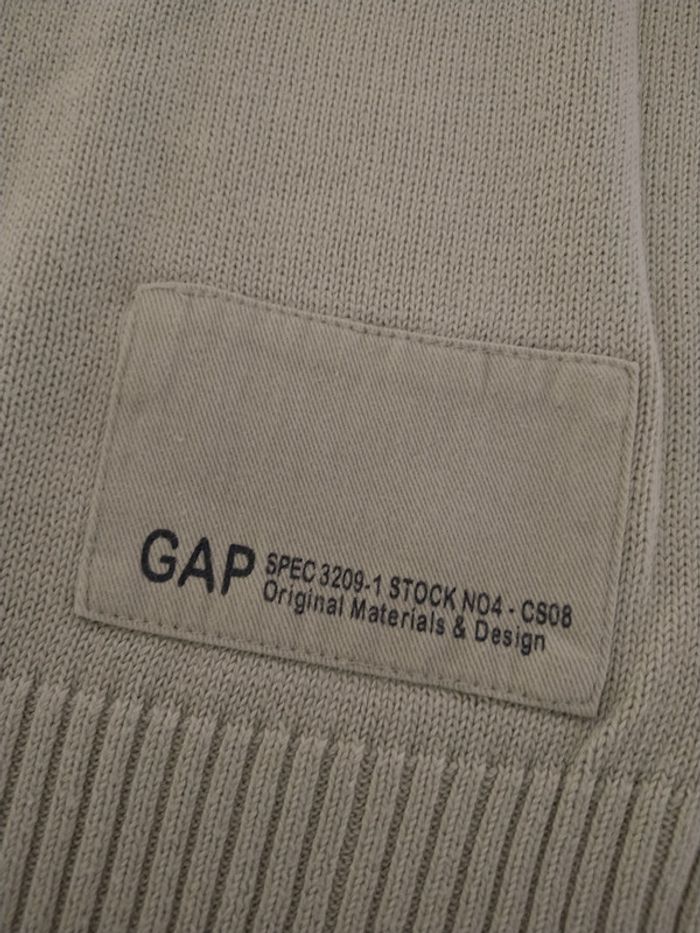 GAP SPEC 3209-1 STOCK NO4 - CS08
Original Materials & Design